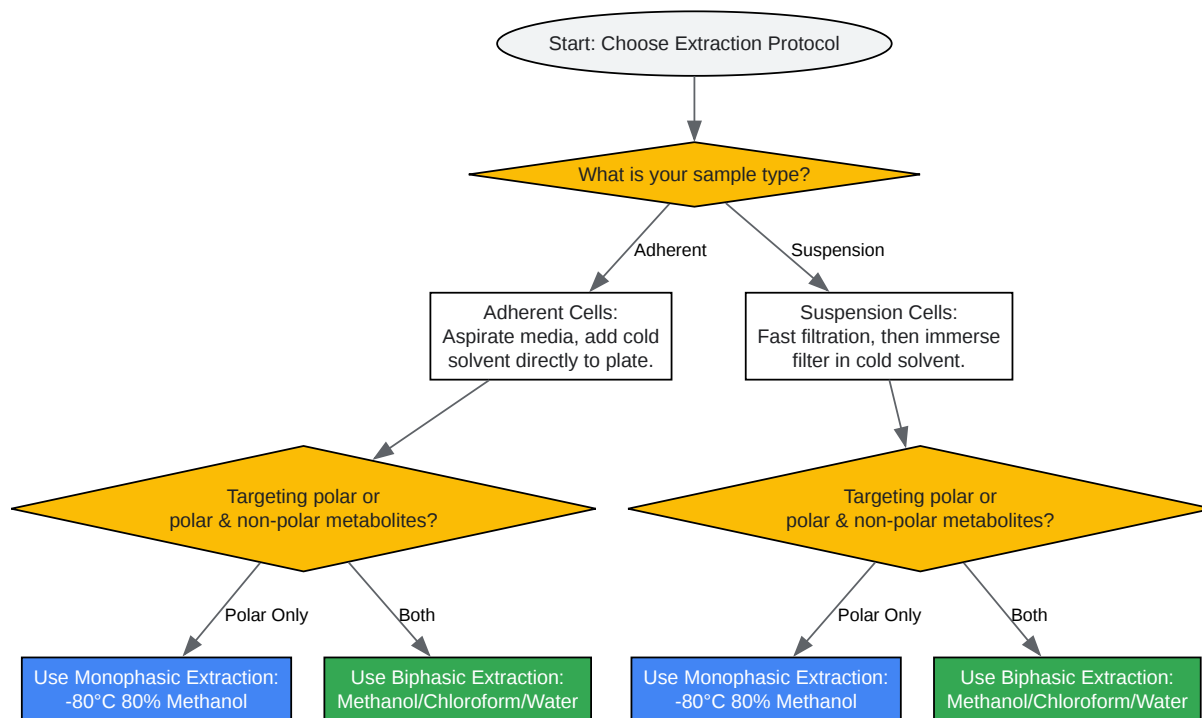 Start: Choose Extraction Protocol
What is your sample type?
Adherent
Suspension
Adherent Cells:
Aspirate media, add cold
solvent directly to plate.
Suspension Cells:
Fast filtration, then immerse
filter in cold solvent.
Targeting polar or
polar & non-polar metabolites?
Targeting polar or
polar & non-polar metabolites?
Polar Only
Both
Polar Only
Both
Use Monophasic Extraction:
-80°C 80% Methanol
Use Biphasic Extraction:
Methanol/Chloroform/Water
Use Monophasic Extraction:
-80°C 80% Methanol
Use Biphasic Extraction:
Methanol/Chloroform/Water